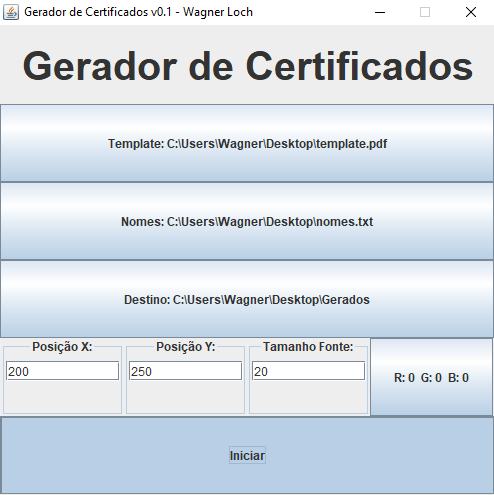 Gerador de Certificados v0.1 - Wagner Loch
Gerador de Certificados
Template: C:\Users\Wagner\Desktop\template.pdf
Nomes: C:\Users\Wagner\Desktop\nomes.txt
Destino: C:\Users\Wagner\Desktop\Gerados
Posição X: Posição Y: Tamanho Fonte:
200 250 20 R: 0 G: 0 B: 0
Iniciar